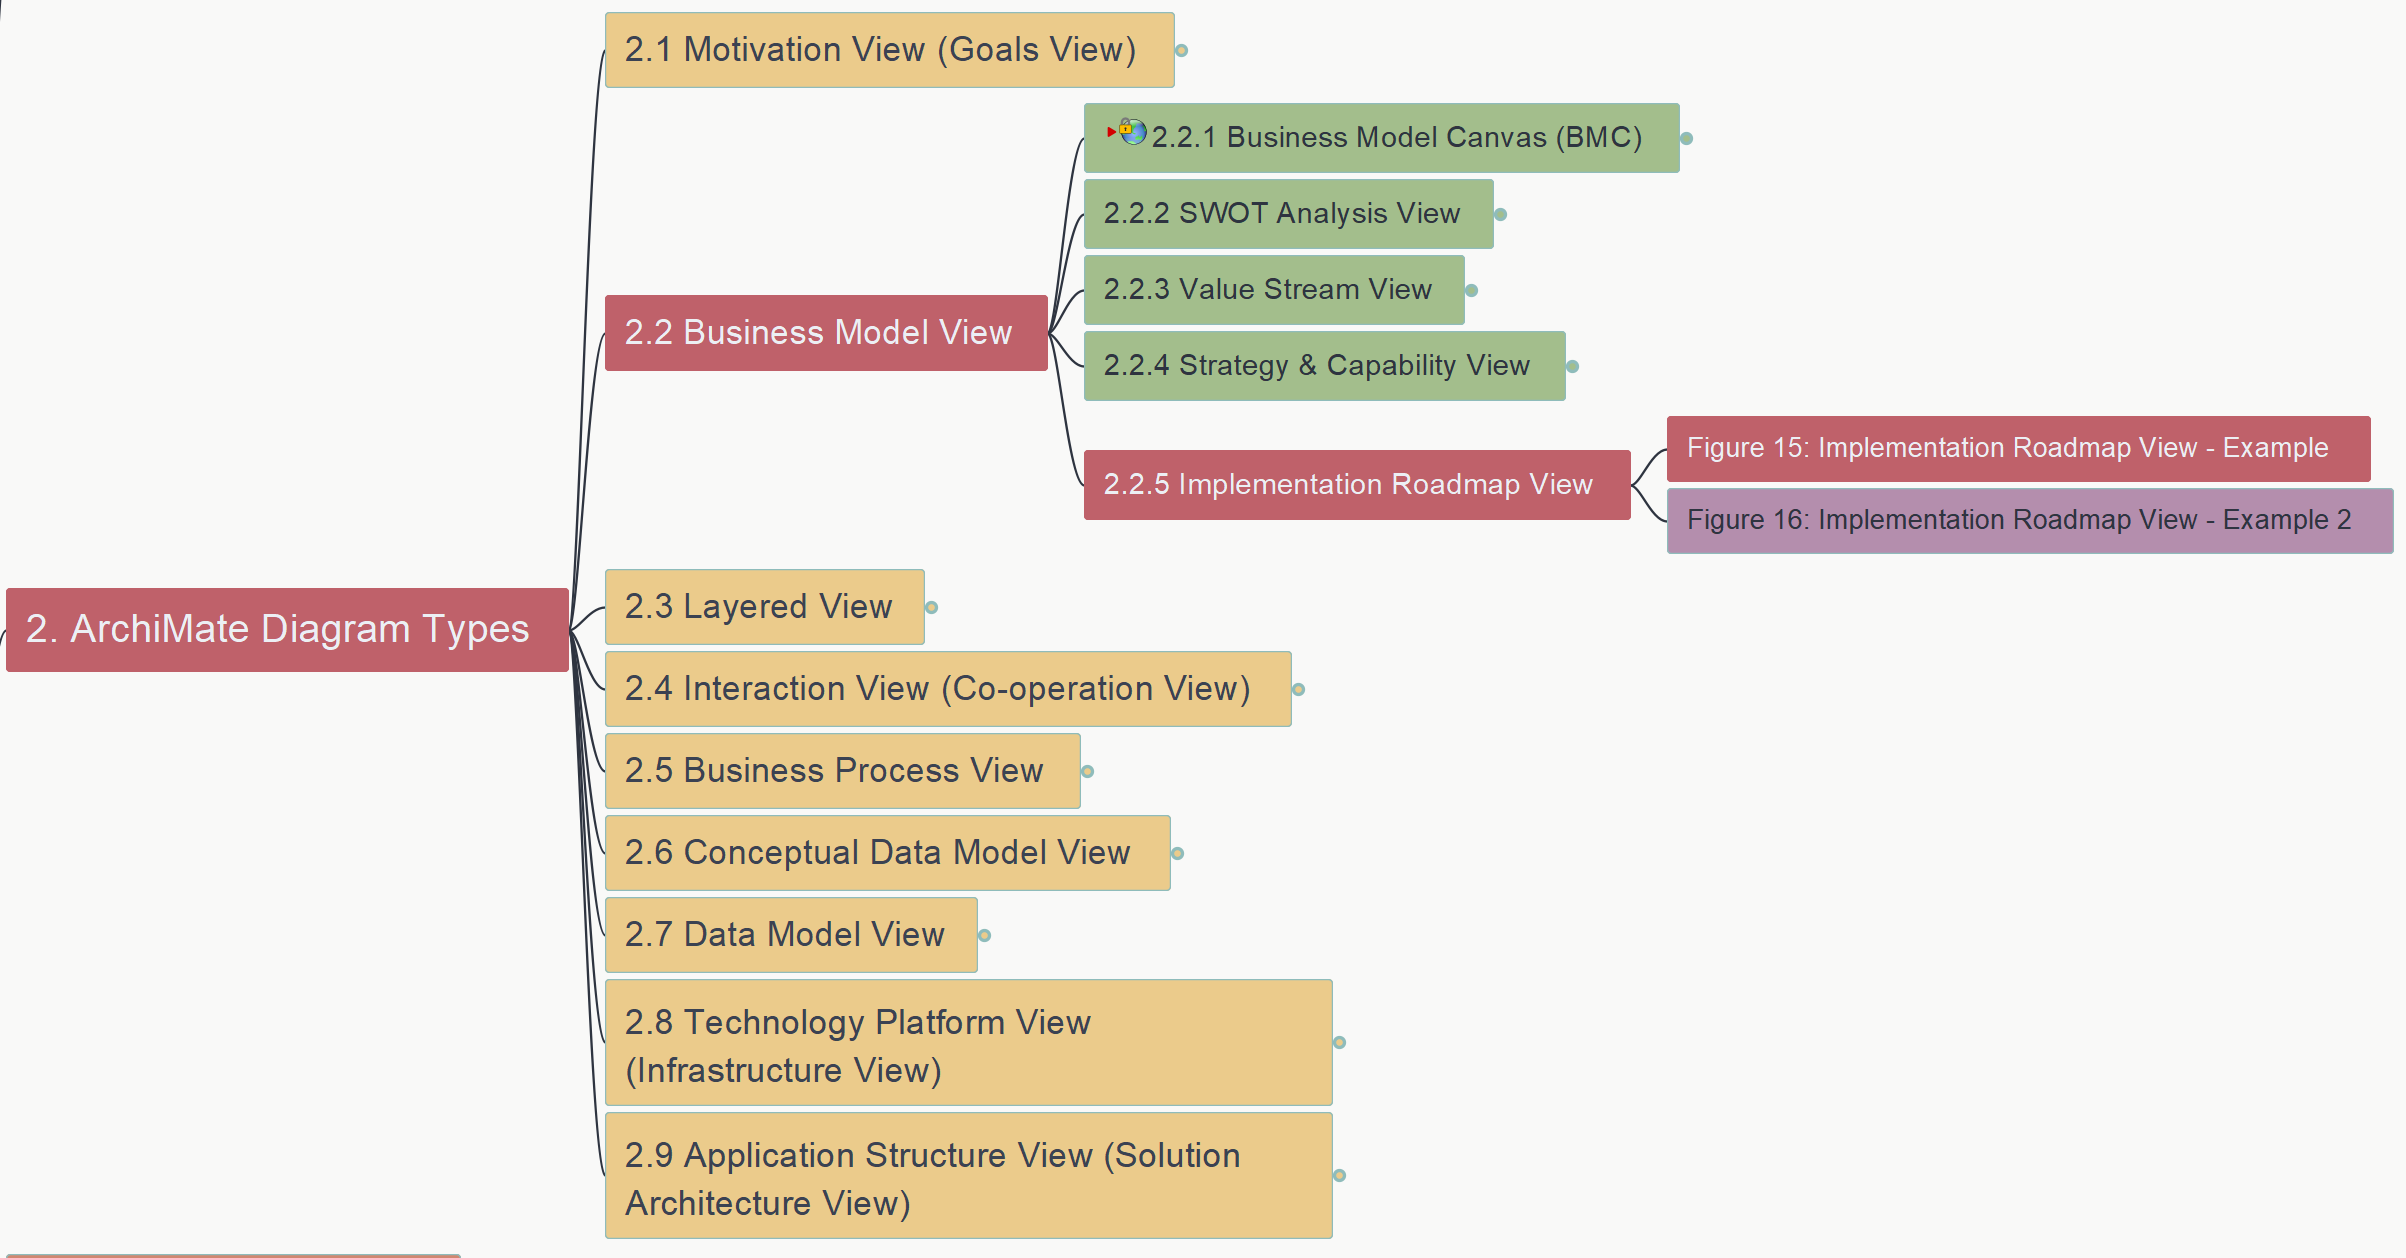 2.1 Motivation View (Goals View)
2.2.1 Business Model Canvas (BMC)
2.2.2 SWOT Analysis View
2.2.3 Value Stream View
2.2 Business Model View
2.2.4 Strategy & Capability View
Figure 15: Implementation Roadmap View - Example
2.2.5 Implementation Roadmap View
Figure 16: Implementation Roadmap View - Example 2
2. ArchiMate Diagram Types
2.3 Layered View
2.4 Interaction View (Co-operation View)
2.5 Business Process View
2.6 Conceptual Data Model View
2.7 Data Model View
2.8 Technology Platform View
(Infrastructure View)
2.9 Application Structure View (Solution
Architecture View)